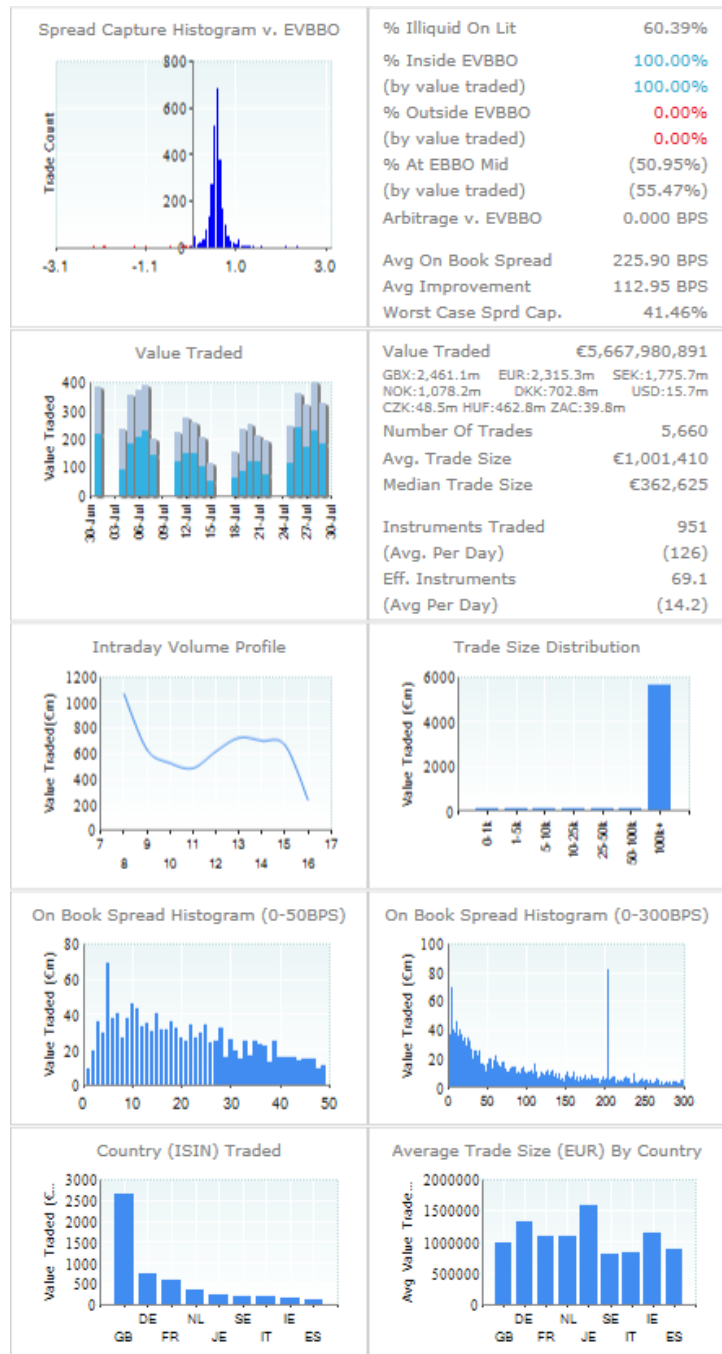 Spread Capture Histogram v. EVBBO
Trade Count
800
600
400
200
0
-3.1 -1.1 1.0 3.0
% Illiquid On Lit 60.39%
% Inside EVBBO 100.00%
(by value traded) 100.00%
% Outside EVBBO 0.00%
(by value traded) 0.00%
% At EBBO Mid (50.95%)
(by value traded) (55.47%)
Arbitrage v. EVBBO 0.000 BPS
Avg On Book Spread 225.90 BPS
Avg Improvement 112.95 BPS
Worst Case Sprd Cap. 41.46%
Value Traded
Value Traded
400
300
200
100
0
30-Jun 03-Jul 06-Jul 09-Jul 12-Jul 15-Jul 18-Jul 21-Jul 24-Jul 27-Jul 30-Jul
Value Traded €5,667,980,891
GBX:2,461.1m EUR:2,315.3m SEK:1,775.7m
NOK:1,078.2m DKK:702.8m USD:15.7m
CZK:48.5m HUF:462.8m ZAC:39.8m
Number Of Trades 5,660
Avg. Trade Size €1,001,410
Median Trade Size €362,625
Instruments Traded 951
(Avg. Per Day) (126)
Eff. Instruments 69.1
(Avg Per Day) (14.2)
Intraday Volume Profile
Value Traded(€m)
1200
1000
800
600
400
200
0
7 9 11 13 15 17
8 10 12 14 16
Trade Size Distribution
Value Traded (€m)
6000
4000
2000
0
0-1k 1-5k 5-10k 10-25k 25-50k 50-100k 100k+
On Book Spread Histogram (0-50BPS)
Value Traded (€m)
80
60
40
20
0
0 10 20 30 40 50
On Book Spread Histogram (0-300BPS)
Value Traded (€m)
100
80
60
40
20
0
0 50 100 150 200 250 300
Country (ISIN) Traded
Value Traded (€...
3000
2500
2000
1500
1000
500
0
DE NL SE IE
GB FR JE IT ES
Average Trade Size (EUR) By Country
Avg Value Trade...
2000000
1500000
1000000
500000
0
DE NL SE IE
GB FR JE IT ES